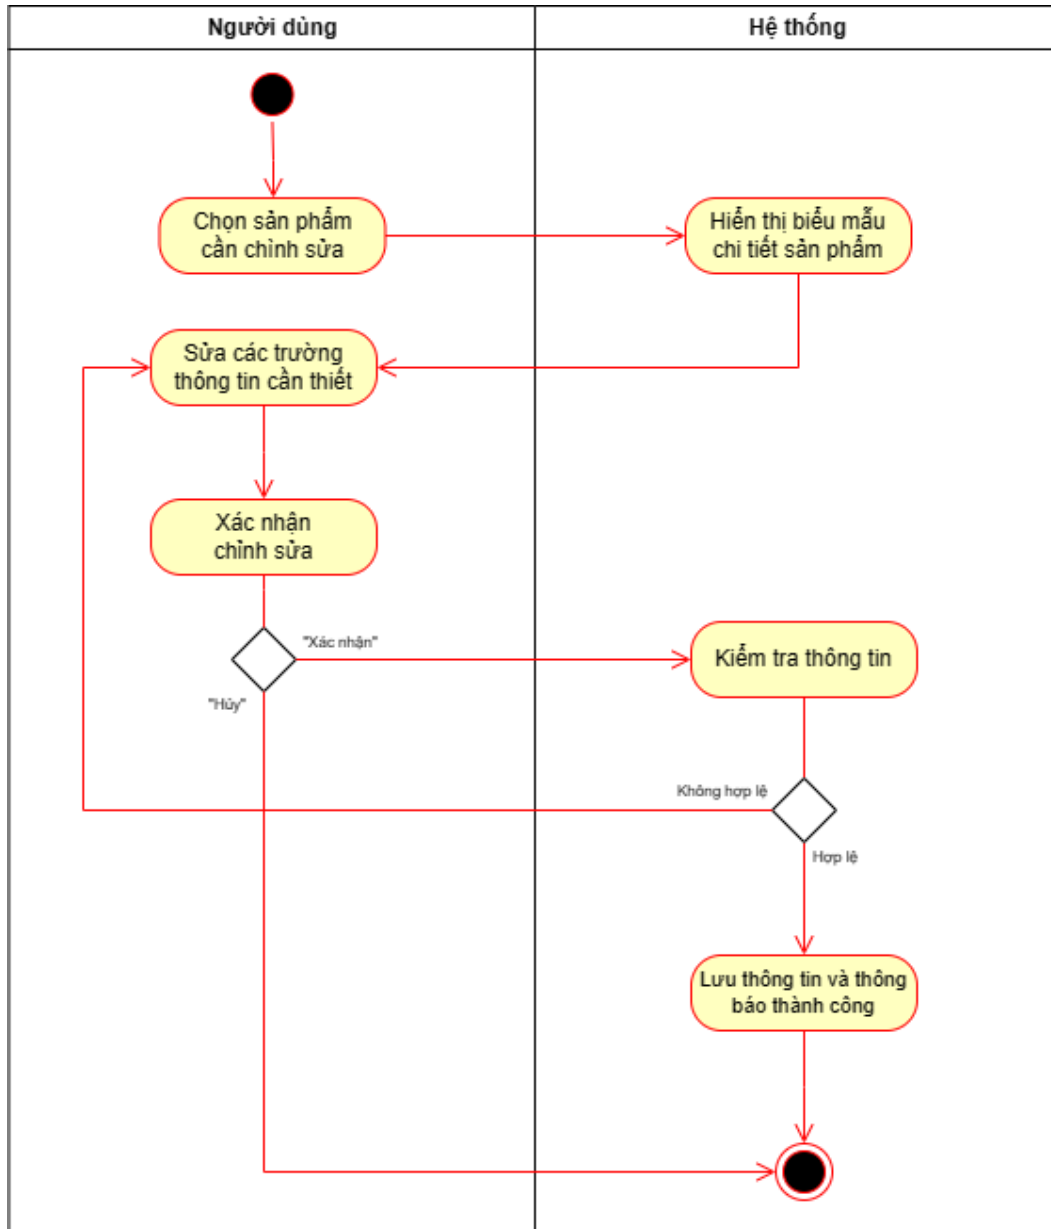 Người dùng
Hệ thống
Chọn sản phẩm
cần chình sửa
Hiển thị biểu mẫu
chi tiết sản phẩm
Sửa các trường
thông tin cần thiết
Xác nhận
chỉnh sửa
"Xác nhận"
Kiểm tra thông tin
"Hủy"
Không hợp lệ
Hợp lệ
Lưu thông tin và thông
báo thành công